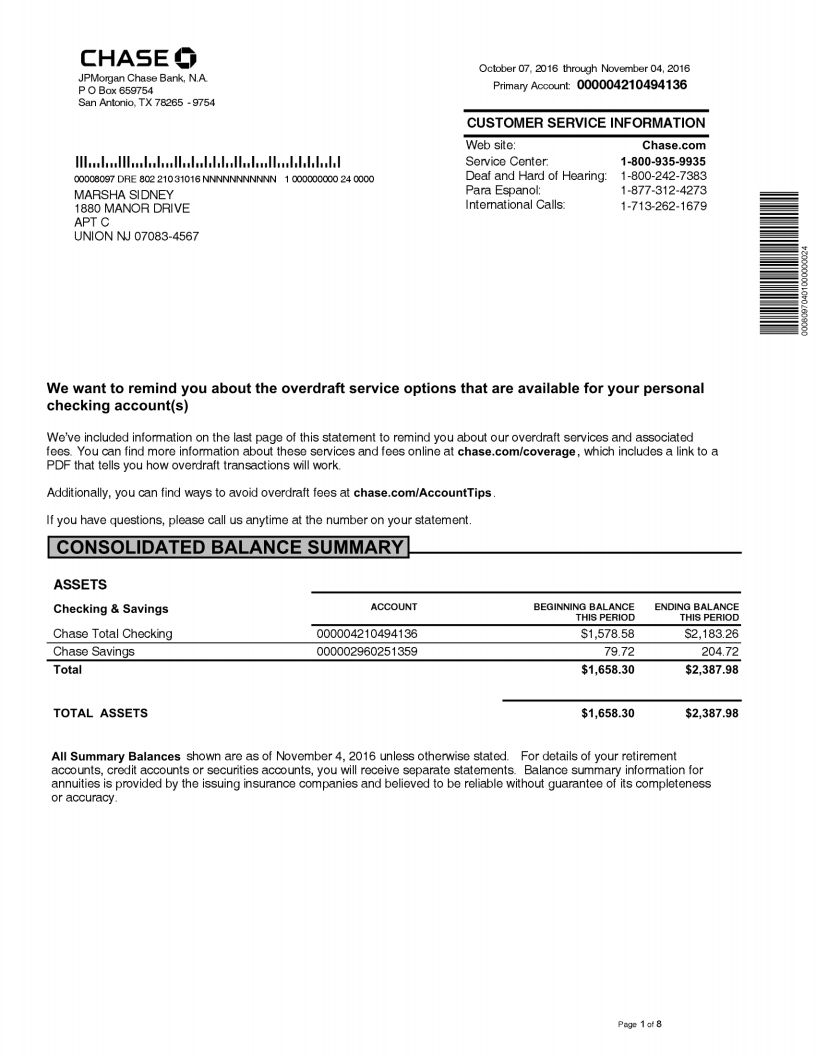 CHASE
JPMorgan Chase Bank, N.A.
P O Box 659754
San Antonio, TX 78265 - 9754
October 07, 2016 through November 04, 2016
Primary Account: 000004210494136
CUSTOMER SERVICE INFORMATION
Web site: Chase.com
Service Center: 1-800-935-9935
Deaf and Hard of Hearing: 1-800-242-7383
Para Espanol: 1-877-312-4273
International Calls: 1-713-262-1679
00008097 DRE 802 210 31016 NNNNNNNNNNN 1 000000000 24 0000
MARSHA SIDNEY
1880 MANOR DRIVE
APT C
UNION NJ 07083-4567
00080970401000000024
We want to remind you about the overdraft service options that are available for your personal
checking account(s)
We've included information on the last page of this statement to remind you about our overdraft services and associated
fees. You can find more information about these services and fees online at chase.com/coverage, which includes a link to a
PDF that tells you how overdraft transactions will work.
Additionally, you can find ways to avoid overdraft fees at chase.com/AccountTips.
If you have questions, please call us anytime at the number on your statement.
CONSOLIDATED BALANCE SUMMARY
ASSETS
Checking & Savings ACCOUNT BEGINNING BALANCE ENDING BALANCE
THIS PERIOD THIS PERIOD
Chase Total Checking 000004210494136 $1,578.58 $2,183.26
Chase Savings 000002960251359 79.72 204.72
Total $1,658.30 $2,387.98
TOTAL ASSETS $1,658.30 $2,387.98
All Summary Balances shown are as of November 4, 2016 unless otherwise stated. For details of your retirement
accounts, credit accounts or securities accounts, you will receive separate statements. Balance summary information for
annuities is provided by the issuing insurance companies and believed to be reliable without guarantee of its completeness
or accuracy.
Page 1 of 8